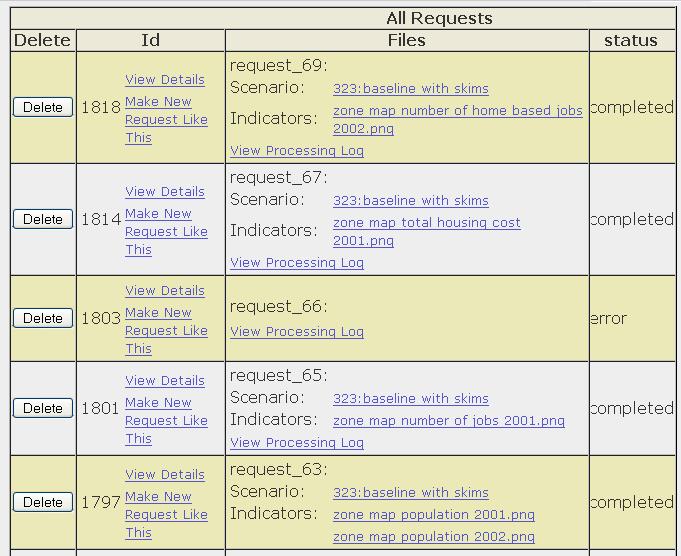 All Requests
Delete Id Files status
Delete 1818 View Details
Make New
Request Like
This
request_69:
Scenario: 323:baseline with skims
Indicators: zone map number of home based jobs
2002.png
View Processing Log
completed
Delete 1814 View Details
Make New
Request Like
This
request_67:
Scenario: 323:baseline with skims
Indicators: zone map total housing cost
2001.png
View Processing Log
completed
Delete 1803 View Details
Make New
Request Like
This
request_66:
View Processing Log
error
Delete 1801 View Details
Make New
Request Like
This
request_65:
Scenario: 323:baseline with skims
Indicators: zone map number of jobs 2001.png
View Processing Log
completed
Delete 1797 View Details
Make New
Request Like
This
request_63:
Scenario: 323:baseline with skims
Indicators: zone map population 2001.png
zone map population 2002.png
completed